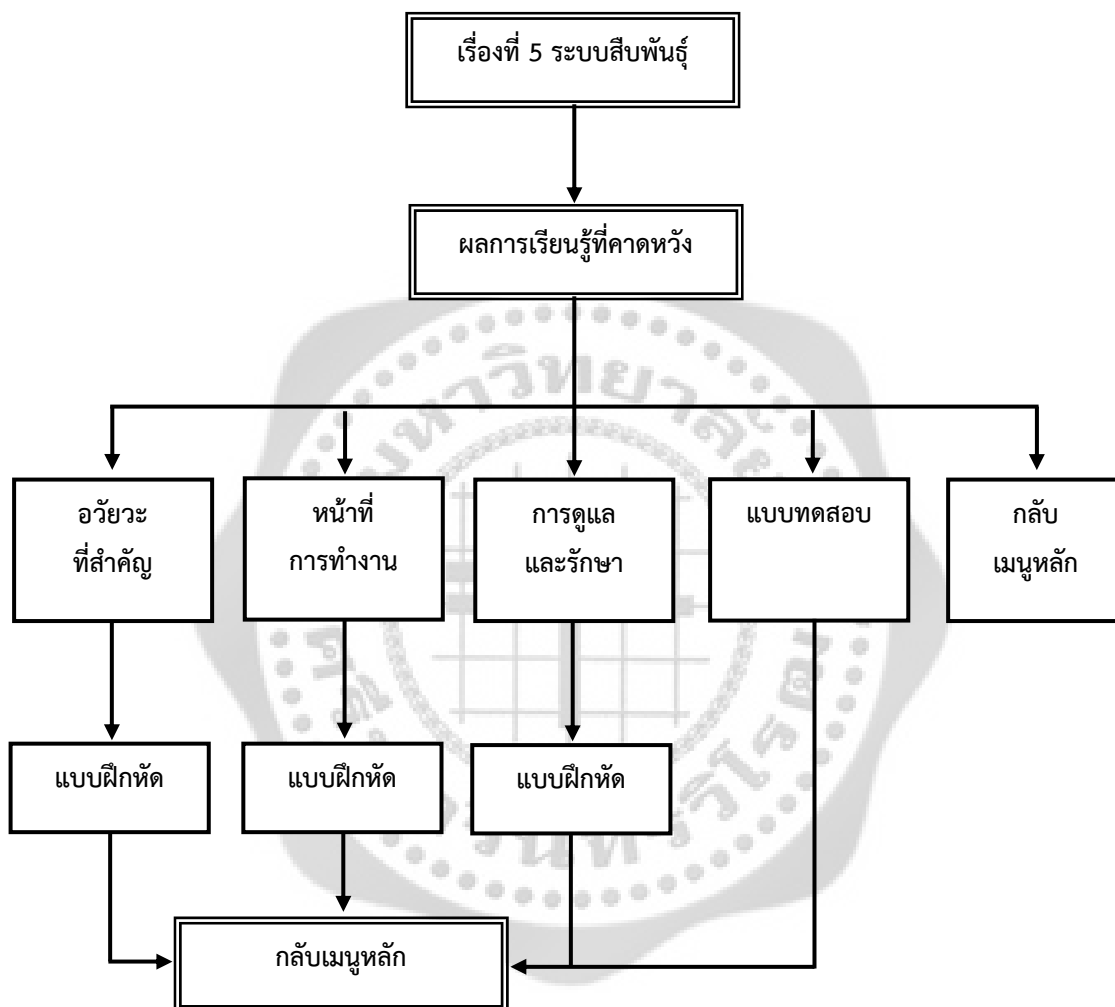 เรื่องที่ 5 ระบบสืบพันธุ์
ผลการเรียนรู้ที่คาดหวัง
อวัยวะ
ที่สำคัญ
หน้าที่
การทำงาน
การดูแล
และรักษา
แบบทดสอบ
กลับ
เมนูหลัก
แบบฝึกหัด
แบบฝึกหัด
แบบฝึกหัด
กลับเมนูหลัก